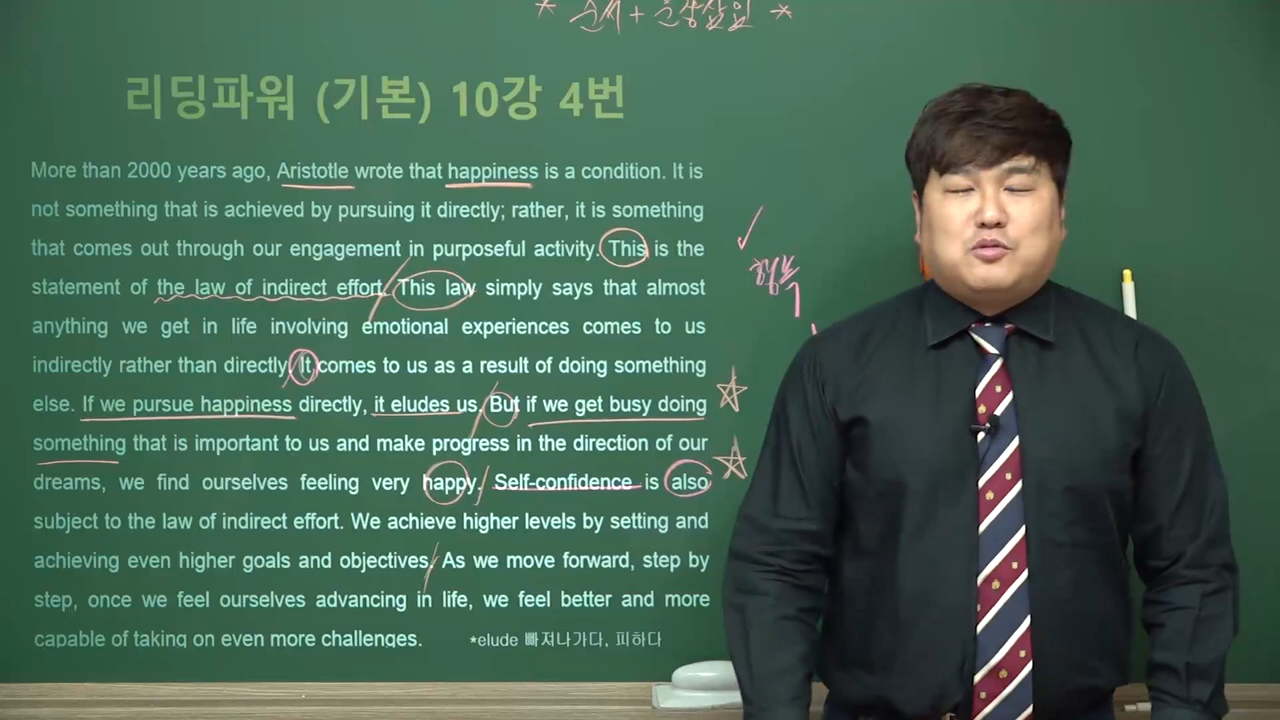 * 순서 + 문장삽입 *
리딩파워 (기본) 10강 4번
More than 2000 years ago, Aristotle wrote that happiness is a condition. It is
not something that is achieved by pursuing it directly; rather, it is something
that comes out through our engagement in purposeful activity. This is the
statement of the law of indirect effort. This law simply says that almost
anything we get in life involving emotional experiences comes to us
indirectly rather than directly. It comes to us as a result of doing something
else. If we pursue happiness directly, it eludes us. But if we get busy doing
something that is important to us and make progress in the direction of our
dreams, we find ourselves feeling very happy. Self-confidence is also
subject to the law of indirect effort. We achieve higher levels by setting and
achieving even higher goals and objectives. As we move forward, step by
step, once we feel ourselves advancing in life, we feel better and more
capable of taking on even more challenges.
*elude 빠져나가다, 피하다
행복